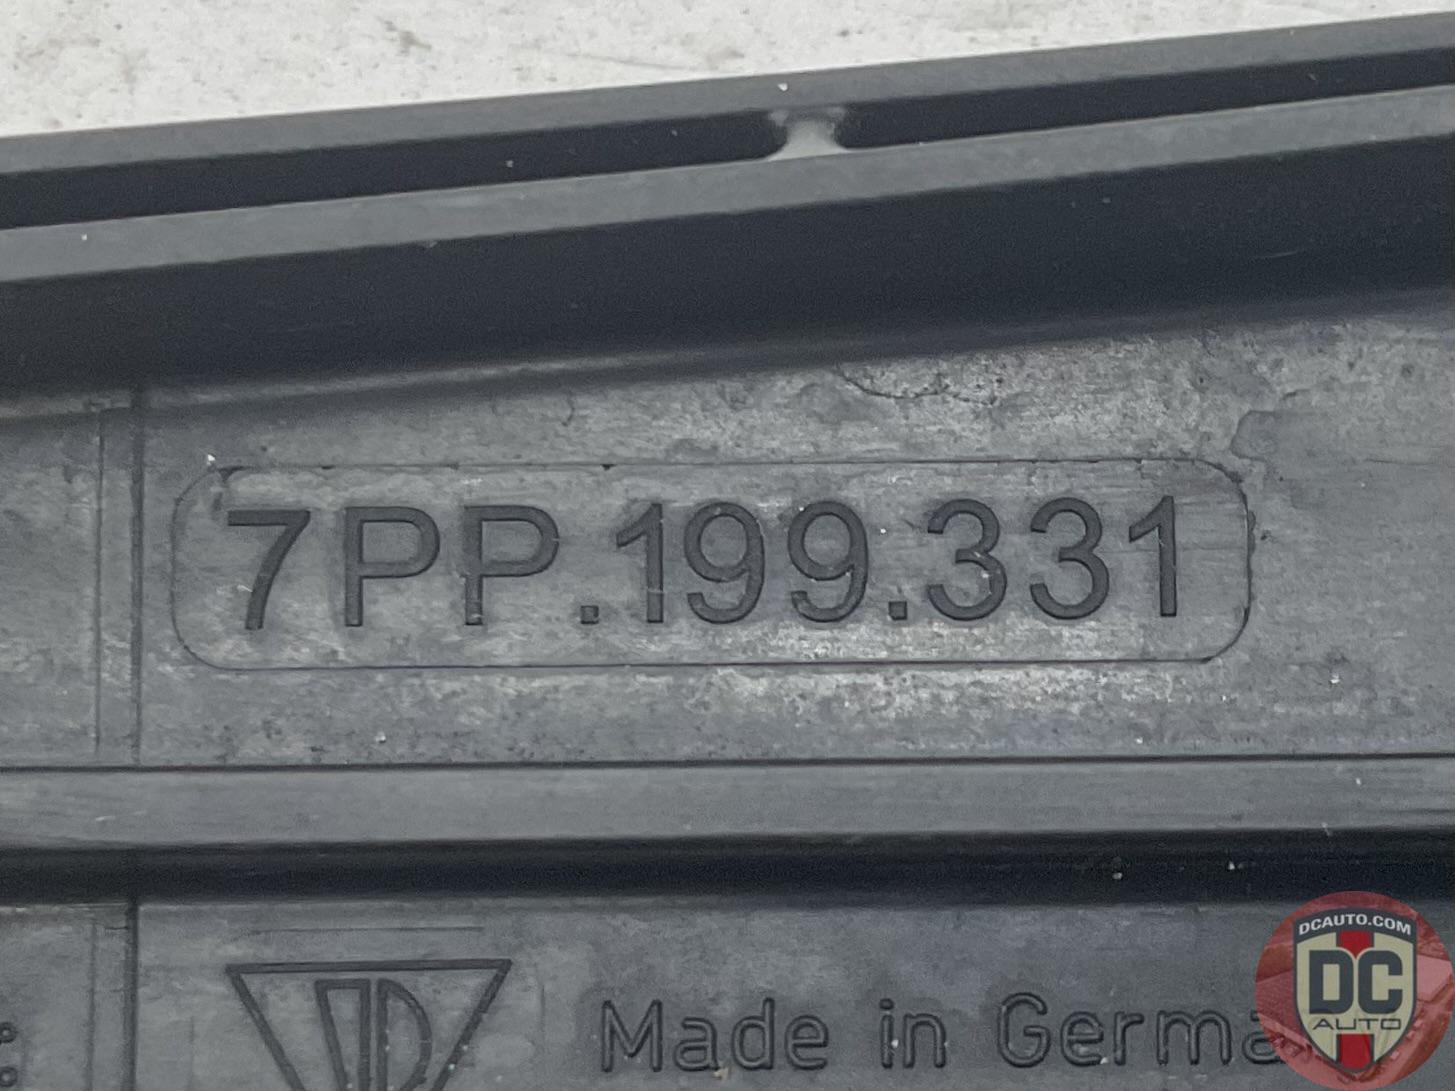 7PP.199.331
Made in Germa
DCAUTO.COM
DC
AUTO